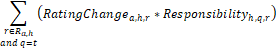 ∑ (RatingChange_{a,h,r} * Responsibility_{h,q,r})
r∈R_{a,h}
and q=t